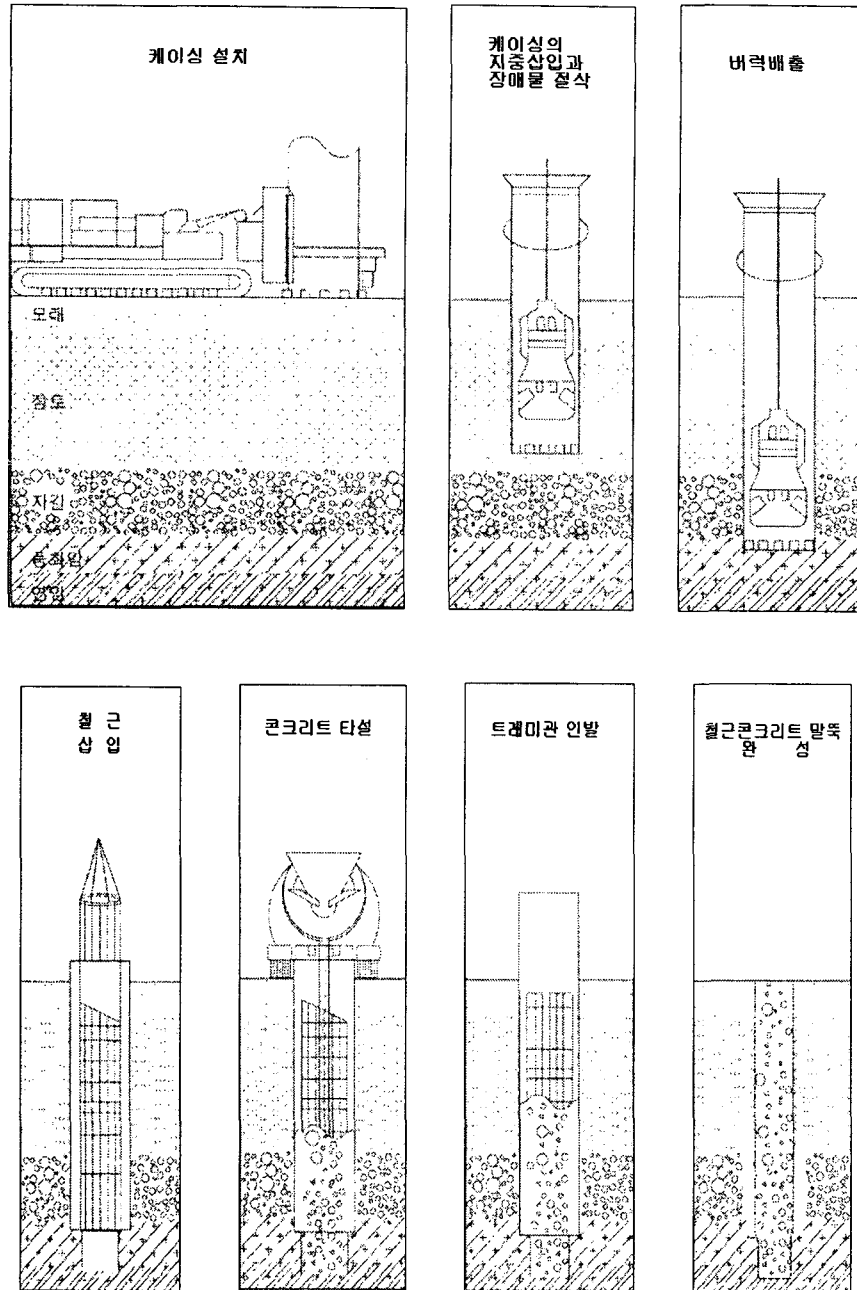 케이싱 설치
케이싱의
지중삽입과
장애물 절삭
버력배출
모래
점토
자갈
풍화암
연암
철 근
삽 입
콘크리트 타설
트레미관 인발
철근콘크리트 말뚝
완 성